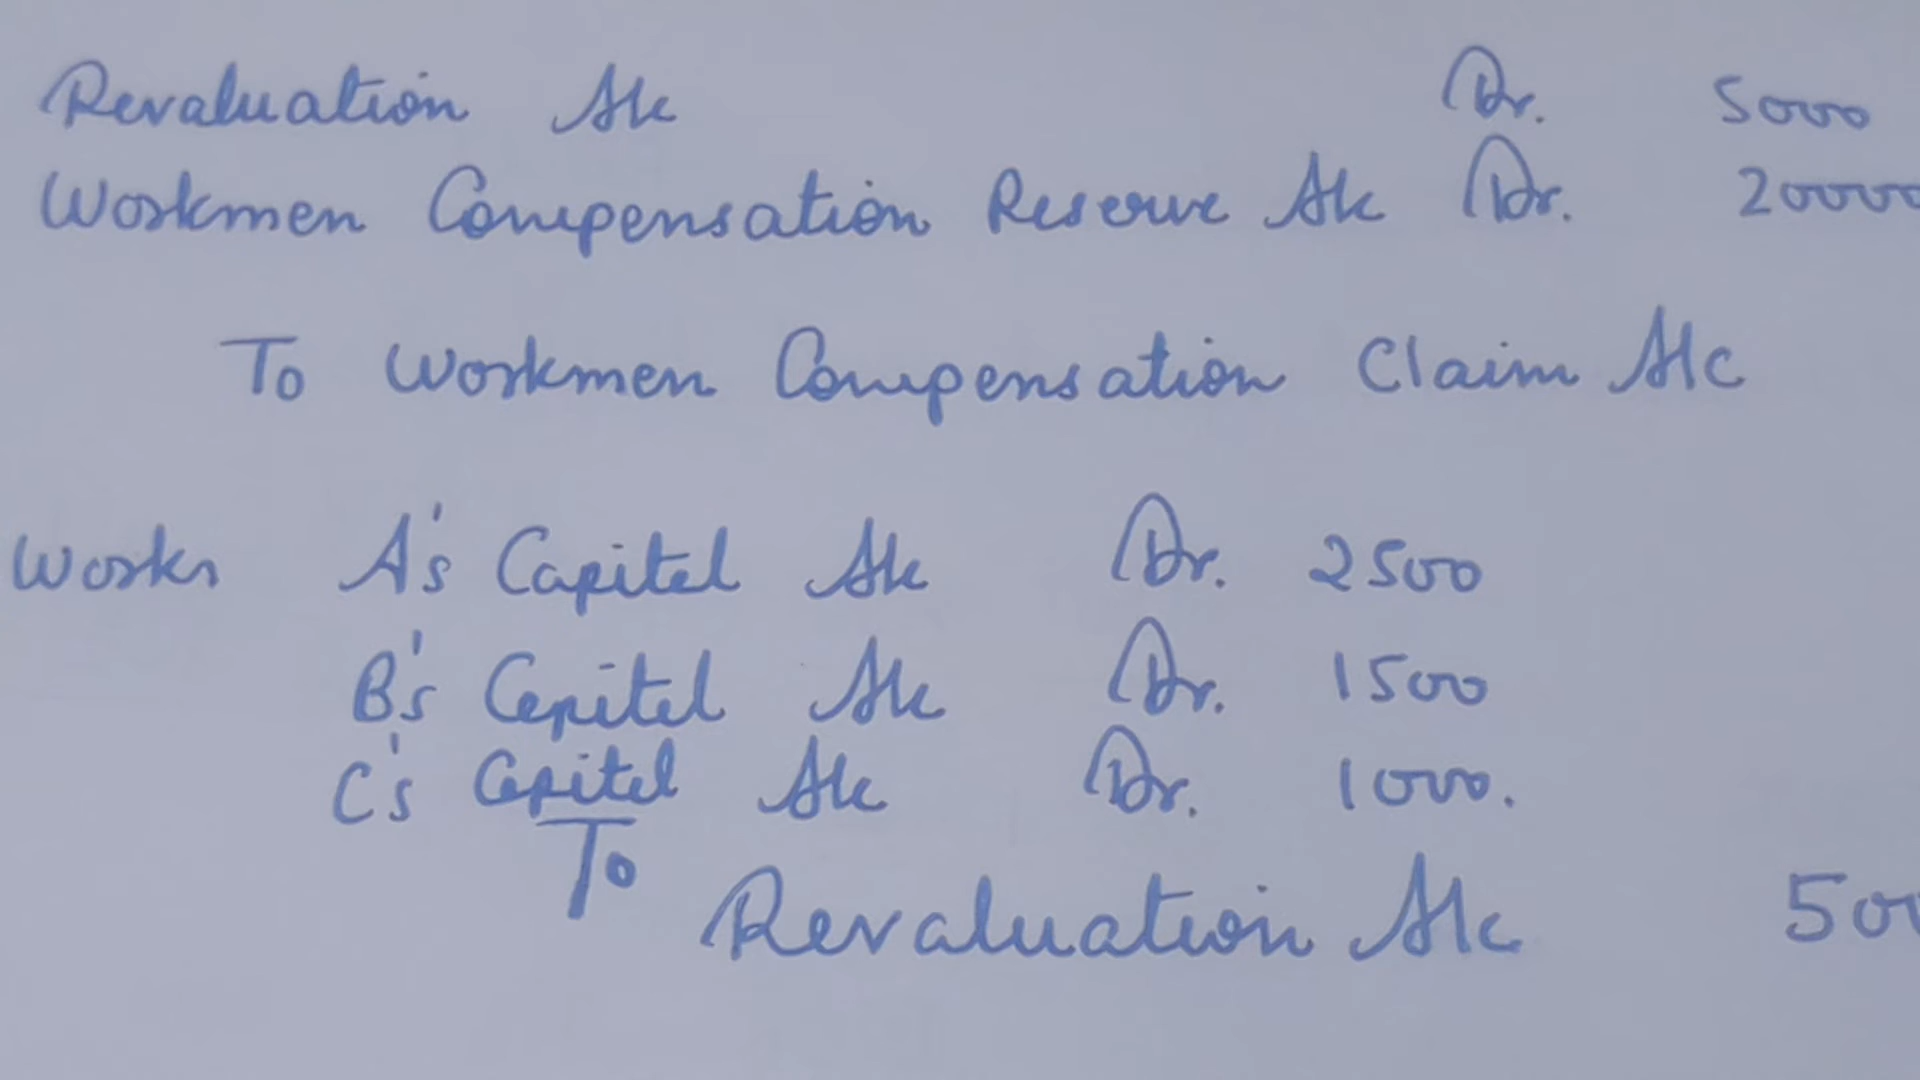 Revaluation A/c Dr. 5000
Workmen Compensation Reserve A/c Dr. 20000
To Workmen Compensation Claim A/c
A's Capital A/c Dr. 2500
B's Capital A/c Dr. 1500
C's Capital A/c Dr. 1000.
To
Revaluation A/c